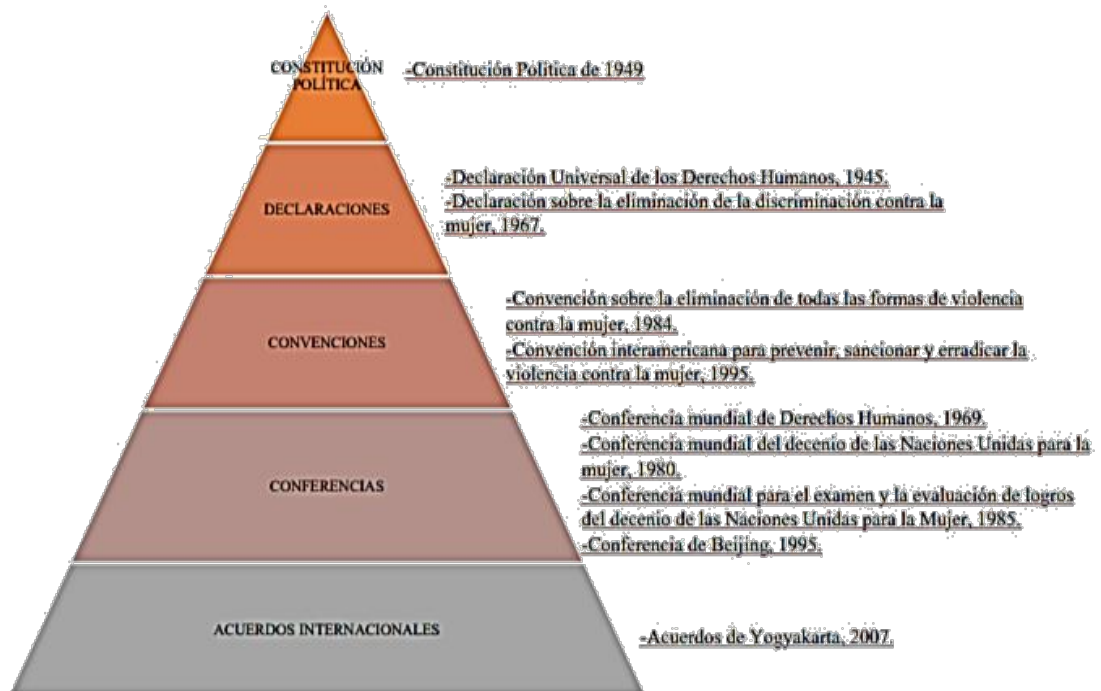 CONSTITUCIÓN
POLÍTICA
-Constitución Política de 1949
DECLARACIONES
-Declaración Universal de los Derechos Humanos, 1945.
-Declaración sobre la eliminación de la discriminación contra la
mujer, 1967.
CONVENCIONES
-Convención sobre la eliminación de todas las formas de violencia
contra la mujer, 1984.
-Convención interamericana para prevenir, sancionar y erradicar la
violencia contra la mujer, 1995.
CONFERENCIAS
-Conferencia mundial de Derechos Humanos, 1969.
-Conferencia mundial del decenio de las Naciones Unidas para la
mujer, 1980.
-Conferencia mundial para el examen y la evaluación de logros
del decenio de las Naciones Unidas para la Mujer, 1985.
-Conferencia de Beijing, 1995.
ACUERDOS INTERNACIONALES
-Acuerdos de Yogyakarta, 2007.